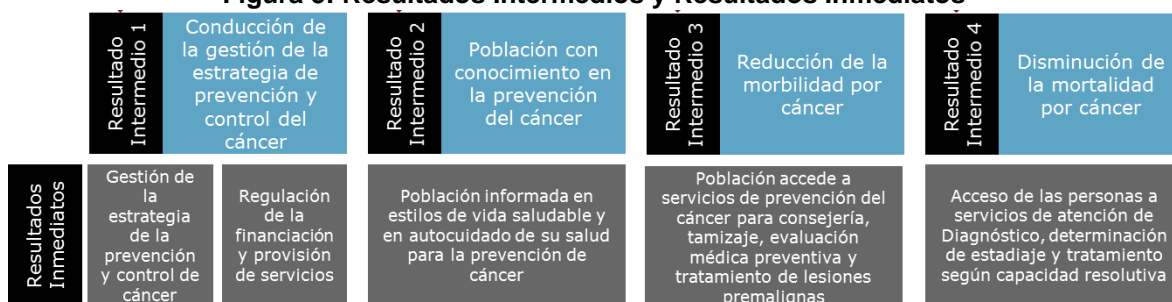 Figura 3: Resultados Intermedios y Resultados Inmediatos
Resultado
Intermedio 1
Conducción de
la gestión de la
estrategia de
prevención y
control del
cáncer
Resultado
Intermedio 2
Población con
conocimiento en
la prevención
del cáncer
Resultado
Intermedio 3
Reducción de la
morbilidad por
cáncer
Resultado
Intermedio 4
Disminución de
la mortalidad
por cáncer
Resultados
Inmediatos
Gestión de
la
estrategia
de la
prevención
y control de
cáncer
Regulación
de la
financiación
y provisión
de servicios
Población informada en
estilos de vida saludable y
en autocuidado de su salud
para la prevención de
cáncer
Población accede a
servicios de prevención del
cáncer para consejería,
tamizaje, evaluación
médica preventiva y
tratamiento de lesiones
premalignas
Acceso de las personas a
servicios de atención de
Diagnóstico, determinación
de estadiaje y tratamiento
según capacidad resolutiva